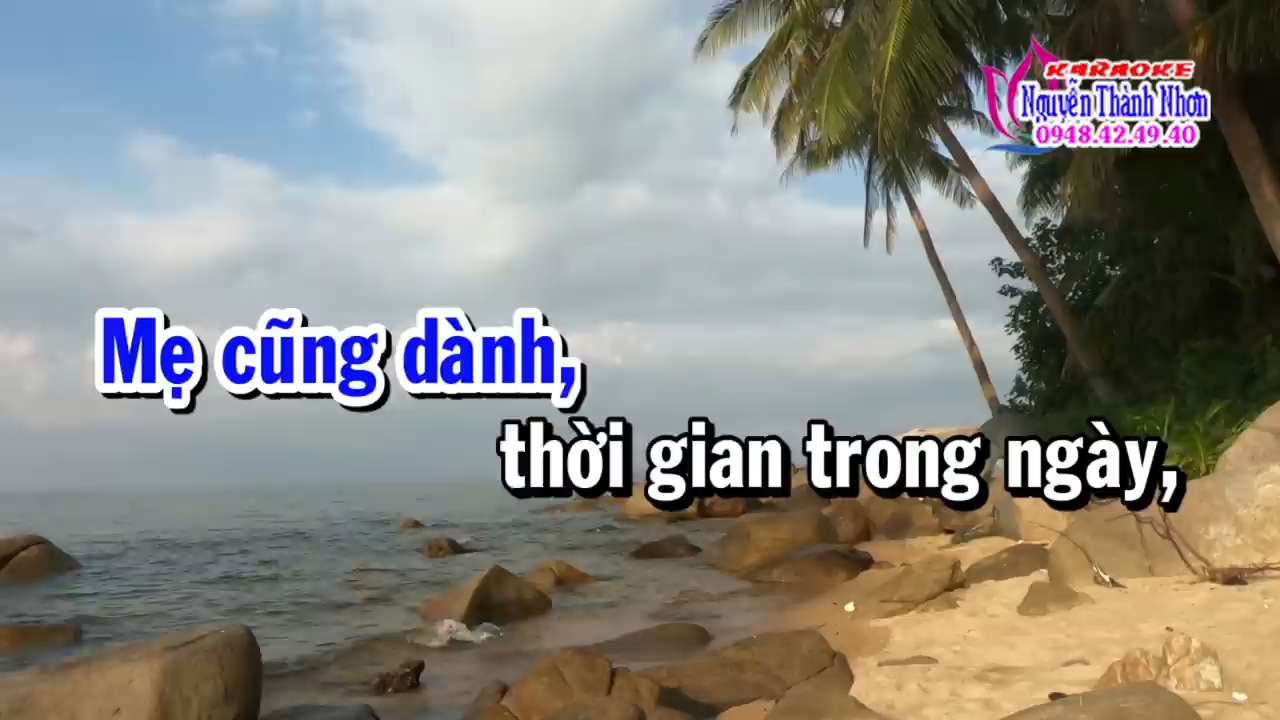 KARAOKE
Nguyễn Thành Nhơn
0948.42.49.40
Mẹ cũng dành,
thời gian trong ngày,